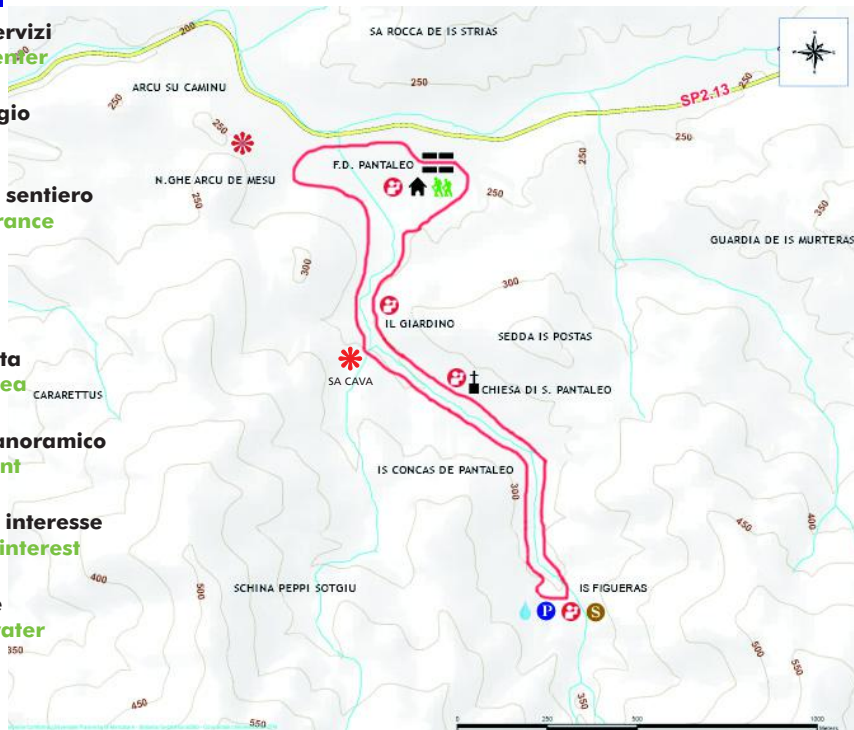 ervizi
enter
gio
sentiero
rance
ta
ea
anoramico
nt
interesse
interest
e
ater
SA ROCCA DE IS STRIAS
200
200
250
ARCU SU CAMINU
250
250
SP2.13
250
250
250
F.D. PANTALEO
N.GHE ARCU DE MESU
250
250
250
350
GUARDIA DE IS MURTERAS
300
300
IL GIARDINO
SEDDA IS POSTAS
SA CAVA
CHIESA DI S. PANTALEO
CARARETTUS
IS CONCAS DE PANTALEO
300
450
400
400
500
SCHINA PEPPI SOTGIU
IS FIGUERAS
P
S
350
500
550
450
350
550
0
250
500
1000
Meters